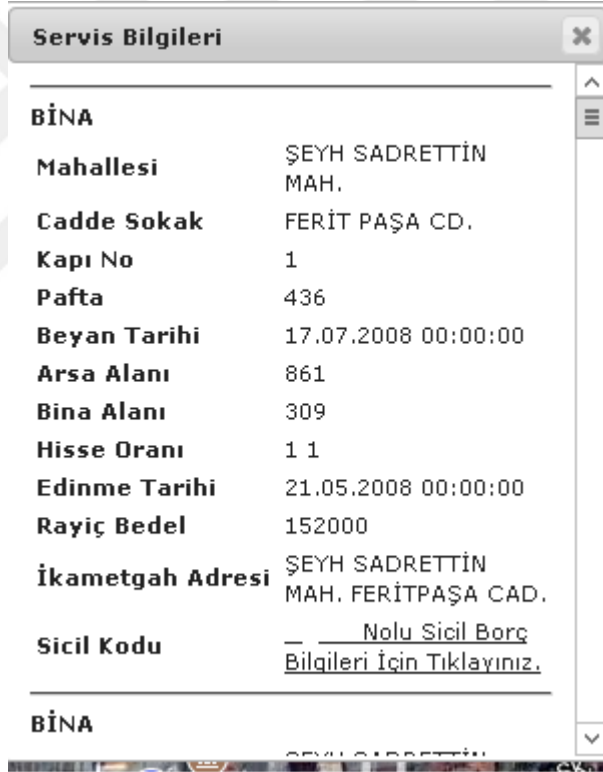 Servis Bilgileri
BİNA
Mahallesi ŞEYH SADRETTİN
MAH.
Cadde Sokak FERİT PAŞA CD.
Kapı No 1
Pafta 436
Beyan Tarihi 17.07.2008 00:00:00
Arsa Alanı 861
Bina Alanı 309
Hisse Oranı 1 1
Edinme Tarihi 21.05.2008 00:00:00
Rayiç Bedel 152000
İkametgah Adresi ŞEYH SADRETTİN
MAH. FERİTPAŞA CAD.
Sicil Kodu Nolu Sicil Borç
Bilgileri İçin Tıklayınız.
BİNA